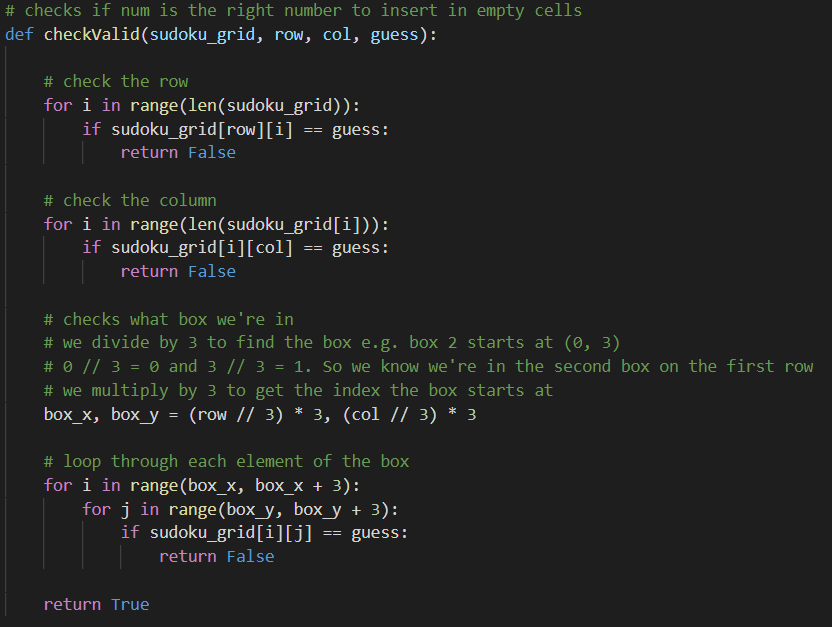 # checks if num is the right number to insert in empty cells
def checkValid(sudoku_grid, row, col, guess):
    # check the row
    for i in range(len(sudoku_grid)):
        if sudoku_grid[row][i] == guess:
            return False
    # check the column
    for i in range(len(sudoku_grid[i])):
        if sudoku_grid[i][col] == guess:
            return False
    # checks what box we're in
    # we divide by 3 to find the box e.g. box 2 starts at (0, 3)
    # 0 // 3 = 0 and 3 // 3 = 1. So we know we're in the second box on the first row
    # we multiply by 3 to get the index the box starts at
    box_x, box_y = (row // 3) * 3, (col // 3) * 3
    # loop through each element of the box
    for i in range(box_x, box_x + 3):
        for j in range(box_y, box_y + 3):
            if sudoku_grid[i][j] == guess:
                return False
    return True